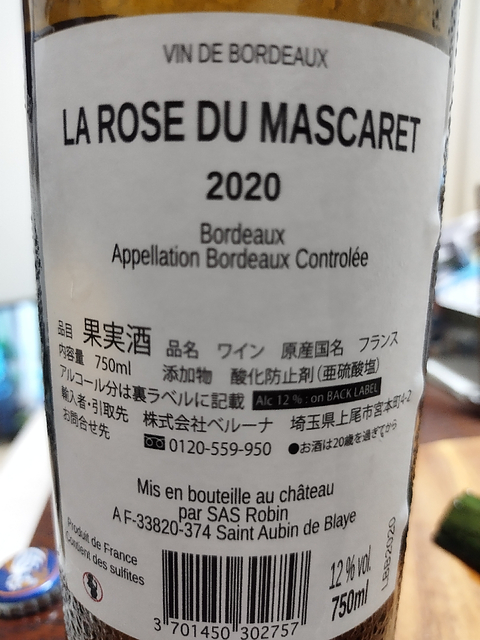 VIN DE BORDEAUX
LA ROSE DU MASCARET
2020
Bordeaux
Appellation Bordeaux Controlée
品目 果実酒 品名 ワイン 原産国名 フランス
内容量 750ml 添加物 酸化防止剤(亜硫酸塩)
アルコール分は裏ラベルに記載 Alc 12 % : on BACK LABEL
輸入者・引取先 株式会社ベルーナ 埼玉県上尾市宮本町4-2
お問合せ先 0120-559-950 ●お酒は20歳を過ぎてから
Mis en bouteille au château
par SAS Robin
A F-33820-374 Saint Aubin de Blaye
Produit de France
Contient des sulfites
12 % vol.
750ml
LBB2020
3 701450 302757